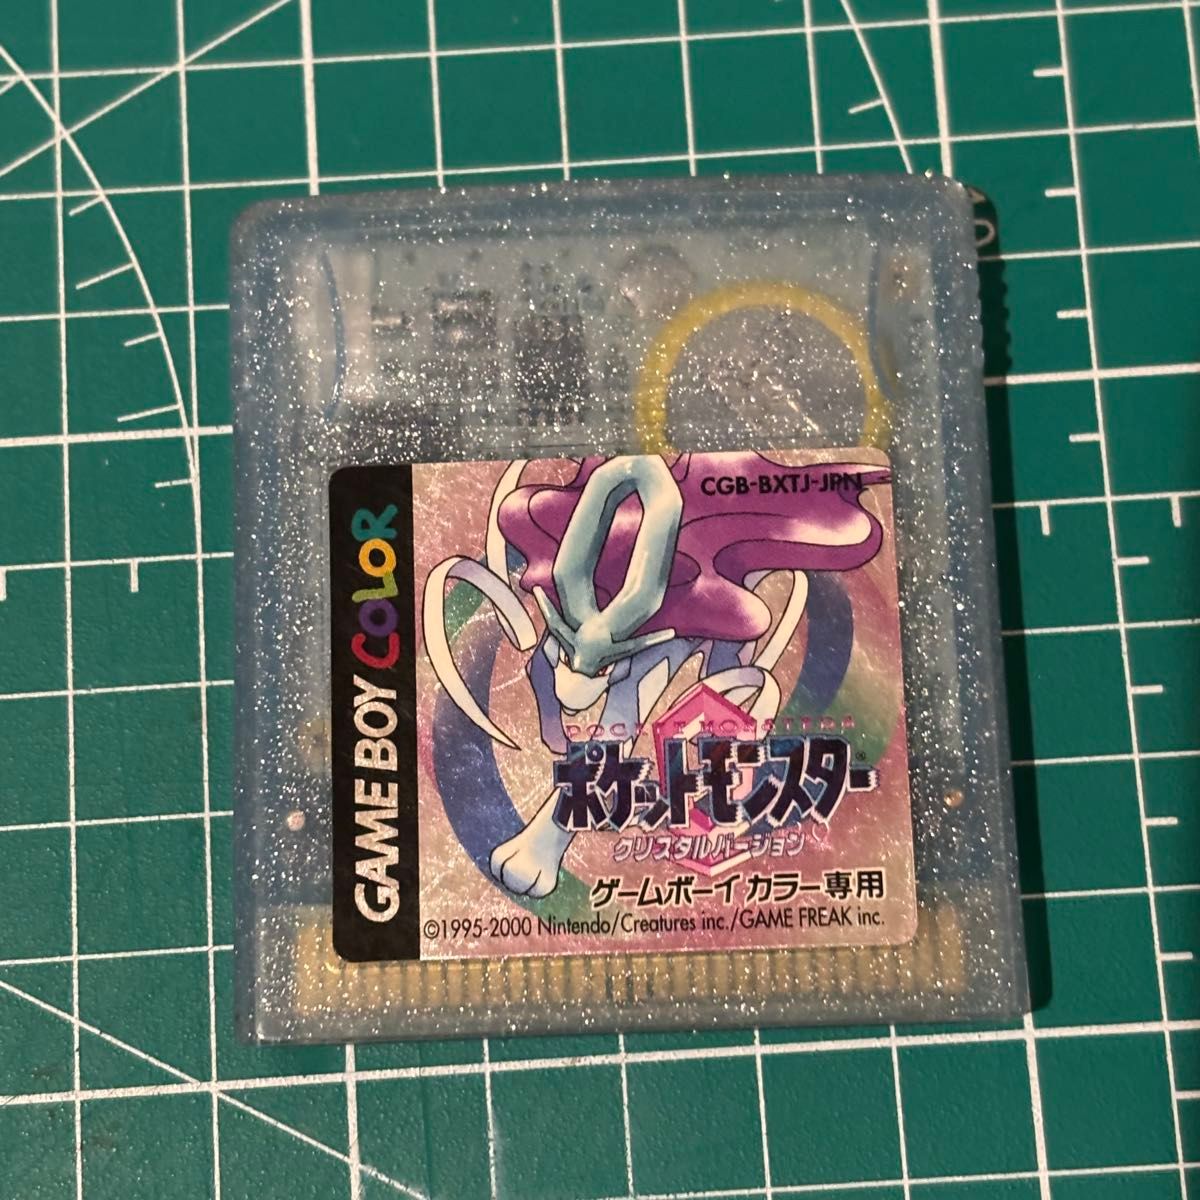 CGB-BXTJ-JPN
GAME BOY COLOR
POCKET MONSTERS
ポケットモンスター
クリスタルバージョン
ゲームボーイ カラー専用
©1995-2000 Nintendo/Creatures inc./GAME FREAK inc.